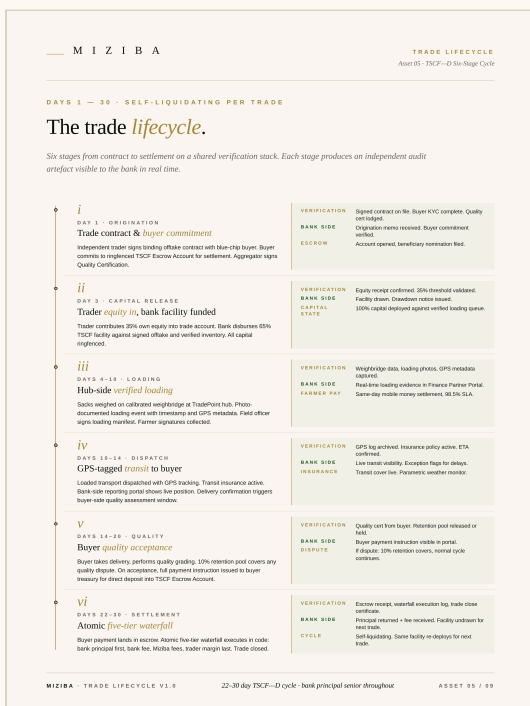 MIZIBA
TRADE LIFECYCLE
Asset 05 · TSCF—D Six-Stage Cycle
DAYS 1 — 30 · SELF-LIQUIDATING PER TRADE
The trade lifecycle.
Six stages from contract to settlement on a shared verification stack. Each stage produces an independent audit
artefact visible to the bank in real time.
i
DAY 1 · ORIGINATION
Trade contract & buyer commitment
Independent trader signs binding offtake contract with blue-chip buyer. Buyer
commits to ringfenced TSCF Escrow Account for settlement. Aggregator signs
Quality Certification.
VERIFICATION Signed contract on file. Buyer KYC complete. Quality
cert lodged.
BANK SIDE Origination memo received. Buyer commitment
verified.
ESCROW Account opened, beneficiary nomination filed.
ii
DAY 3 · CAPITAL RELEASE
Trader equity in, bank facility funded
Trader contributes 35% own equity into trade account. Bank disburses 65%
TSCF facility against signed offtake and verified inventory. All capital
ringfenced.
VERIFICATION Equity receipt confirmed. 35% threshold validated.
BANK SIDE Facility drawn. Drawdown notice issued.
CAPITAL 100% capital deployed against verified loading queue.
STATE
iii
DAYS 4–10 · LOADING
Hub-side verified loading
Sacks weighed on calibrated weighbridge at TradePoint hub. Photo-
documented loading event with timestamp and GPS metadata. Field officer
signs loading manifest. Farmer signatures collected.
VERIFICATION Weighbridge data, loading photos, GPS metadata
captured.
BANK SIDE Real-time loading evidence in Finance Partner Portal.
FARMER PAY Same-day mobile money settlement, 98.5% SLA.
iv
DAYS 10–14 · DISPATCH
GPS-tagged transit to buyer
Loaded transport dispatched with GPS tracking. Transit insurance active.
Bank-side reporting portal shows live position. Delivery confirmation triggers
buyer-side quality assessment window.
VERIFICATION GPS log archived. Insurance policy active. ETA
confirmed.
BANK SIDE Live transit visibility. Exception flags for delays.
INSURANCE Transit cover live. Parametric weather monitor.
v
DAYS 14–20 · QUALITY
Buyer quality acceptance
Buyer takes delivery, performs quality grading. 10% retention pool covers any
quality dispute. On acceptance, full payment instruction issued to buyer
treasury for direct deposit into TSCF Escrow Account.
VERIFICATION Quality cert from buyer. Retention pool released or
held.
BANK SIDE Buyer payment instruction visible in portal.
DISPUTE If dispute: 10% retention covers, normal cycle
continues.
vi
DAYS 22–30 · SETTLEMENT
Atomic five-tier waterfall
Buyer payment lands in escrow. Atomic five-tier waterfall executes in code:
bank principal first, bank fee, Miziba fees, trader margin last. Trade closed.
VERIFICATION Escrow receipt, waterfall execution log, trade close
certificate.
BANK SIDE Principal returned + fee received. Facility undrawn for
next trade.
CYCLE Self-liquidating. Same facility re-deploys for next
trade.
MIZIBA · TRADE LIFECYCLE V1.0
22–30 day TSCF—D cycle · bank principal senior throughout
ASSET 05 / 09